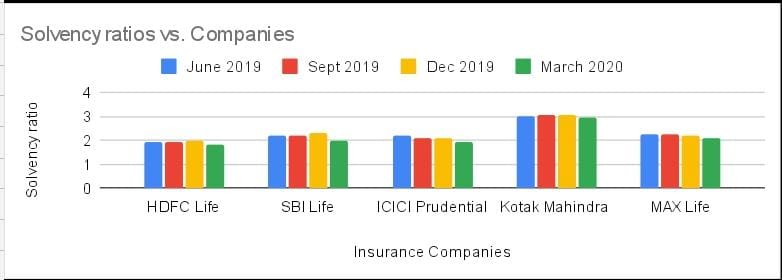 Solvency ratios vs. Companies
June 2019 Sept 2019 Dec 2019 March 2020
Solvency ratio
4
3
2
1
0
HDFC Life SBI Life ICICI Prudential Kotak Mahindra MAX Life
Insurance Companies